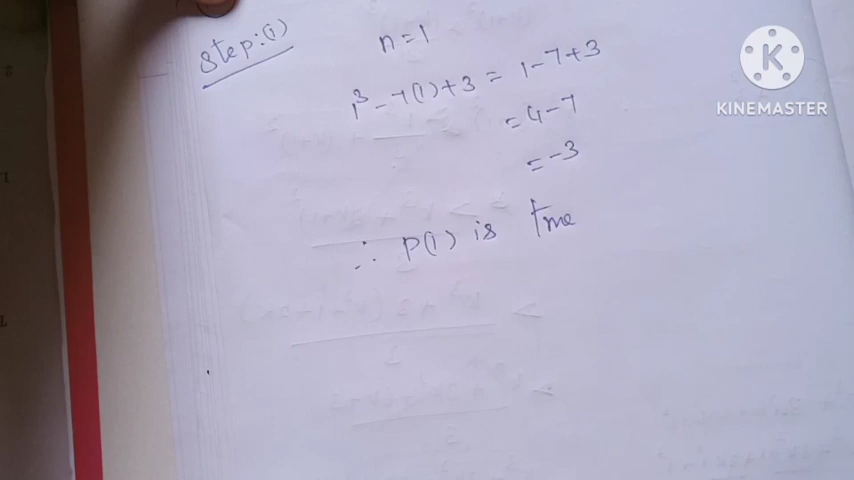 Step:(i)
n=1
1³-7(1)+3 = 1-7+3
=4-7
=-3
∴ P(1) is true
KINEMASTER